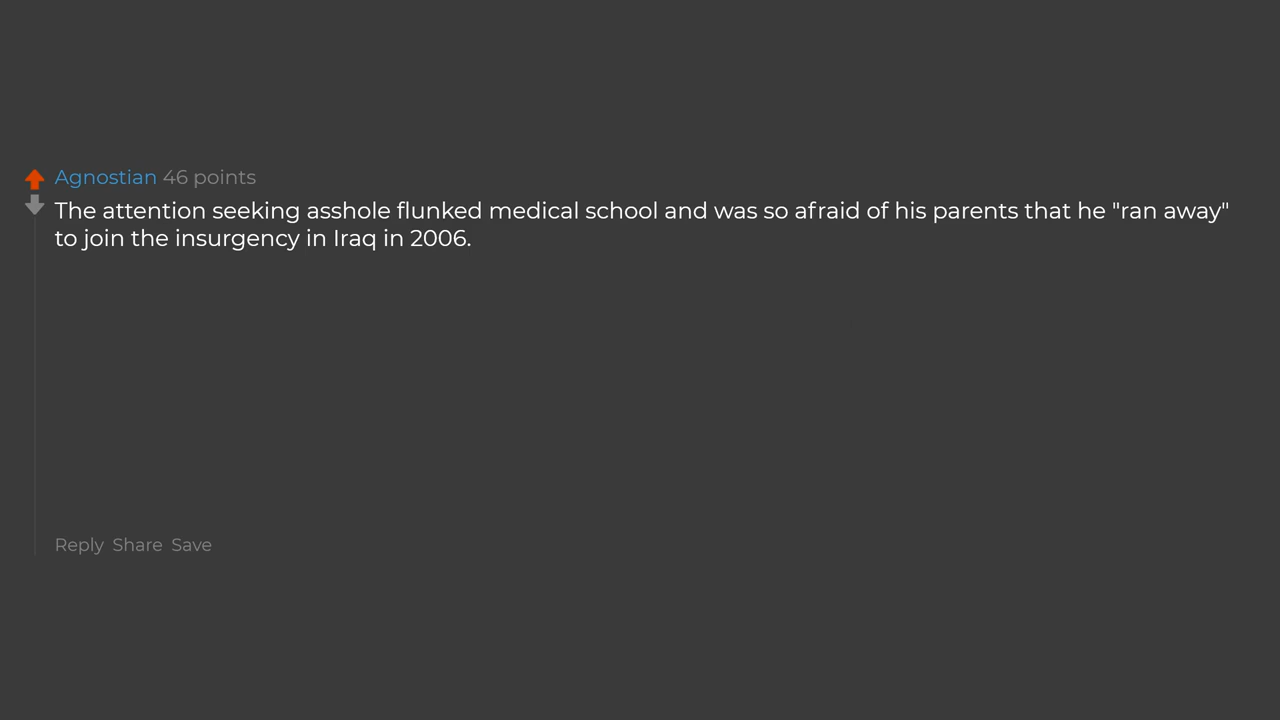 Agnostian 46 points
The attention seeking asshole flunked medical school and was so afraid of his parents that he "ran away"
to join the insurgency in Iraq in 2006.
Reply Share Save